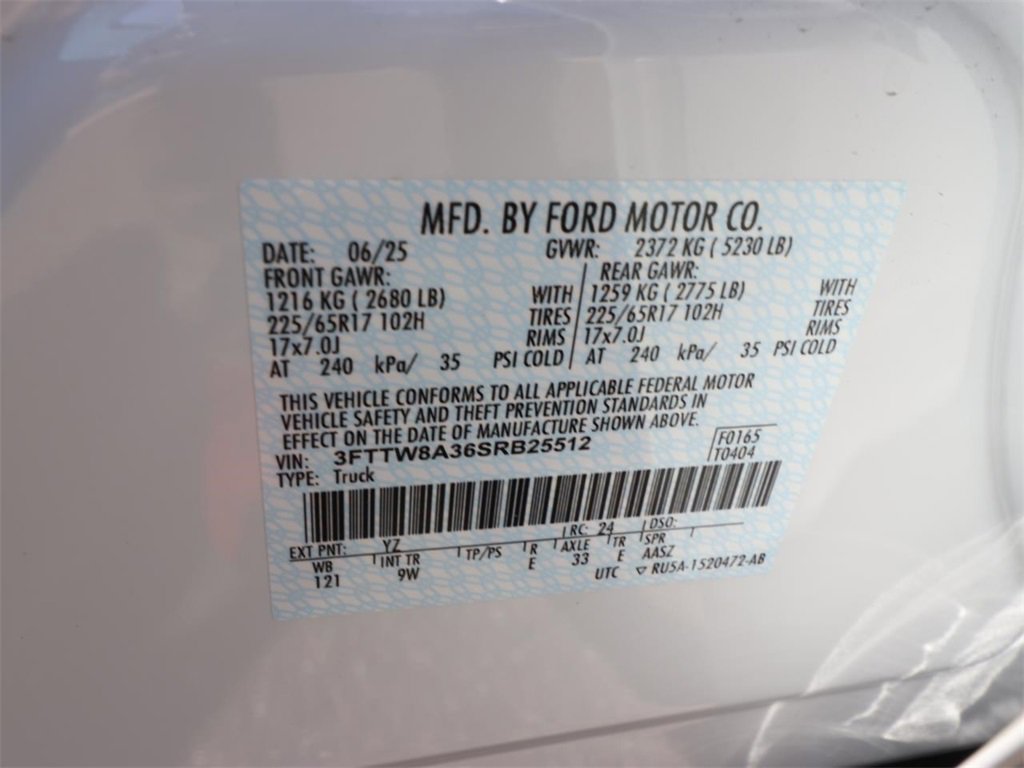 MFD. BY FORD MOTOR CO.
DATE: 06/25 GVWR: 2372 KG ( 5230 LB)
FRONT GAWR: REAR GAWR:
1216 KG ( 2680 LB) WITH 1259 KG ( 2775 LB) WITH
225/65R17 102H TIRES 225/65R17 102H TIRES
17x7.0J RIMS 17x7.0J RIMS
AT 240 kPa/ 35 PSI COLD AT 240 kPa/ 35 PSI COLD
THIS VEHICLE CONFORMS TO ALL APPLICABLE FEDERAL MOTOR
VEHICLE SAFETY AND THEFT PREVENTION STANDARDS IN
EFFECT ON THE DATE OF MANUFACTURE SHOWN ABOVE.
VIN: 3FTTW8A36SRB25512 F0165
TYPE: Truck T0404
EXT PNT: YZ RC: 24 DSO:
WB INT TR TP/PS R AXLE TR SPR
121 9W E 33 E AASZ
UTC ▽ RU5A-1520472-AB